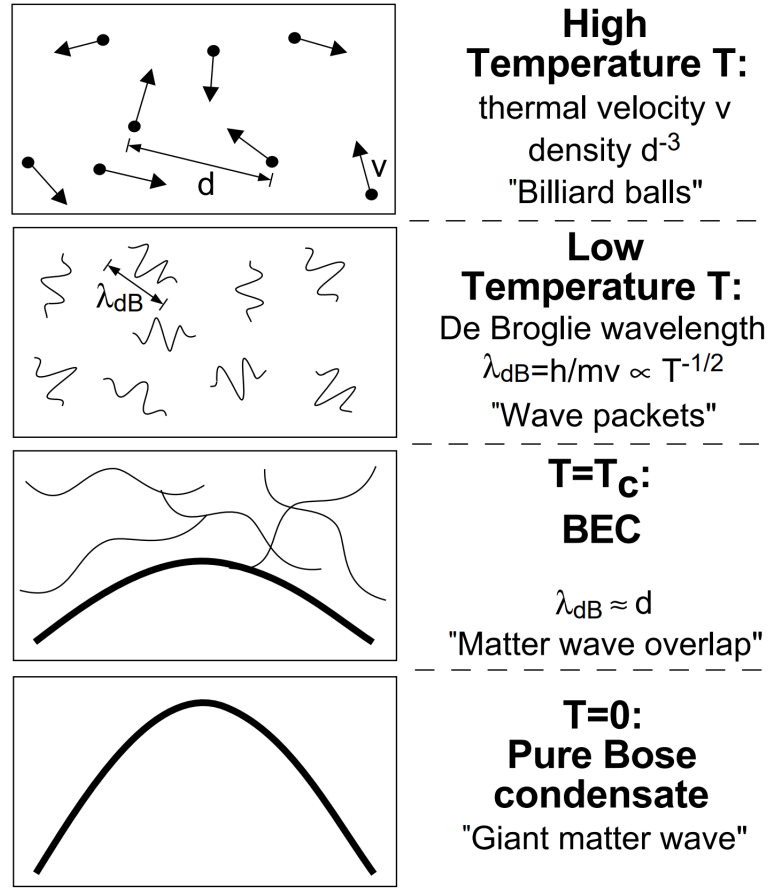 High
Temperature T:
thermal velocity v
density d⁻³
"Billiard balls"
d
v
Low
Temperature T:
De Broglie wavelength
λdB=h/mv ∝ T⁻¹ᐟ²
"Wave packets"
λdB
T=Tc:
BEC
λdB ≈ d
"Matter wave overlap"
T=0:
Pure Bose
condensate
"Giant matter wave"